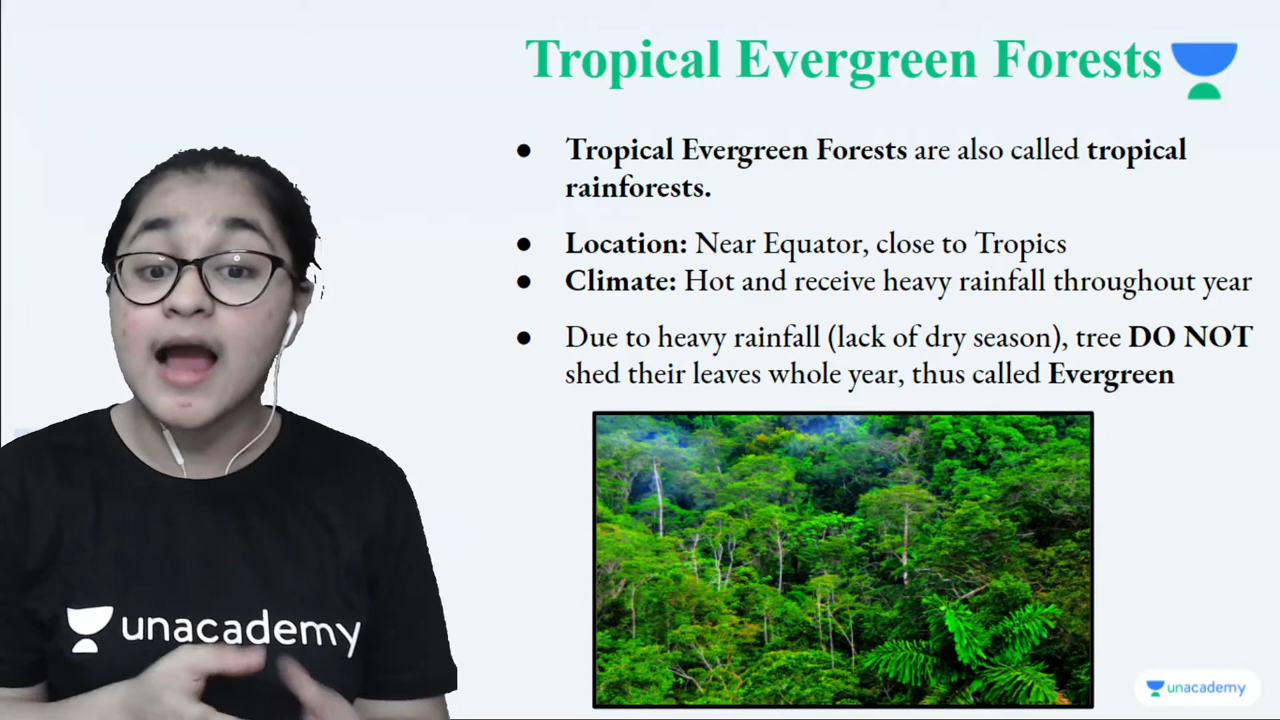 Tropical Evergreen Forests
● Tropical Evergreen Forests are also called tropical
rainforests.
● Location: Near Equator, close to Tropics
● Climate: Hot and receive heavy rainfall throughout year
● Due to heavy rainfall (lack of dry season), tree DO NOT
shed their leaves whole year, thus called Evergreen
unacademy
unacademy